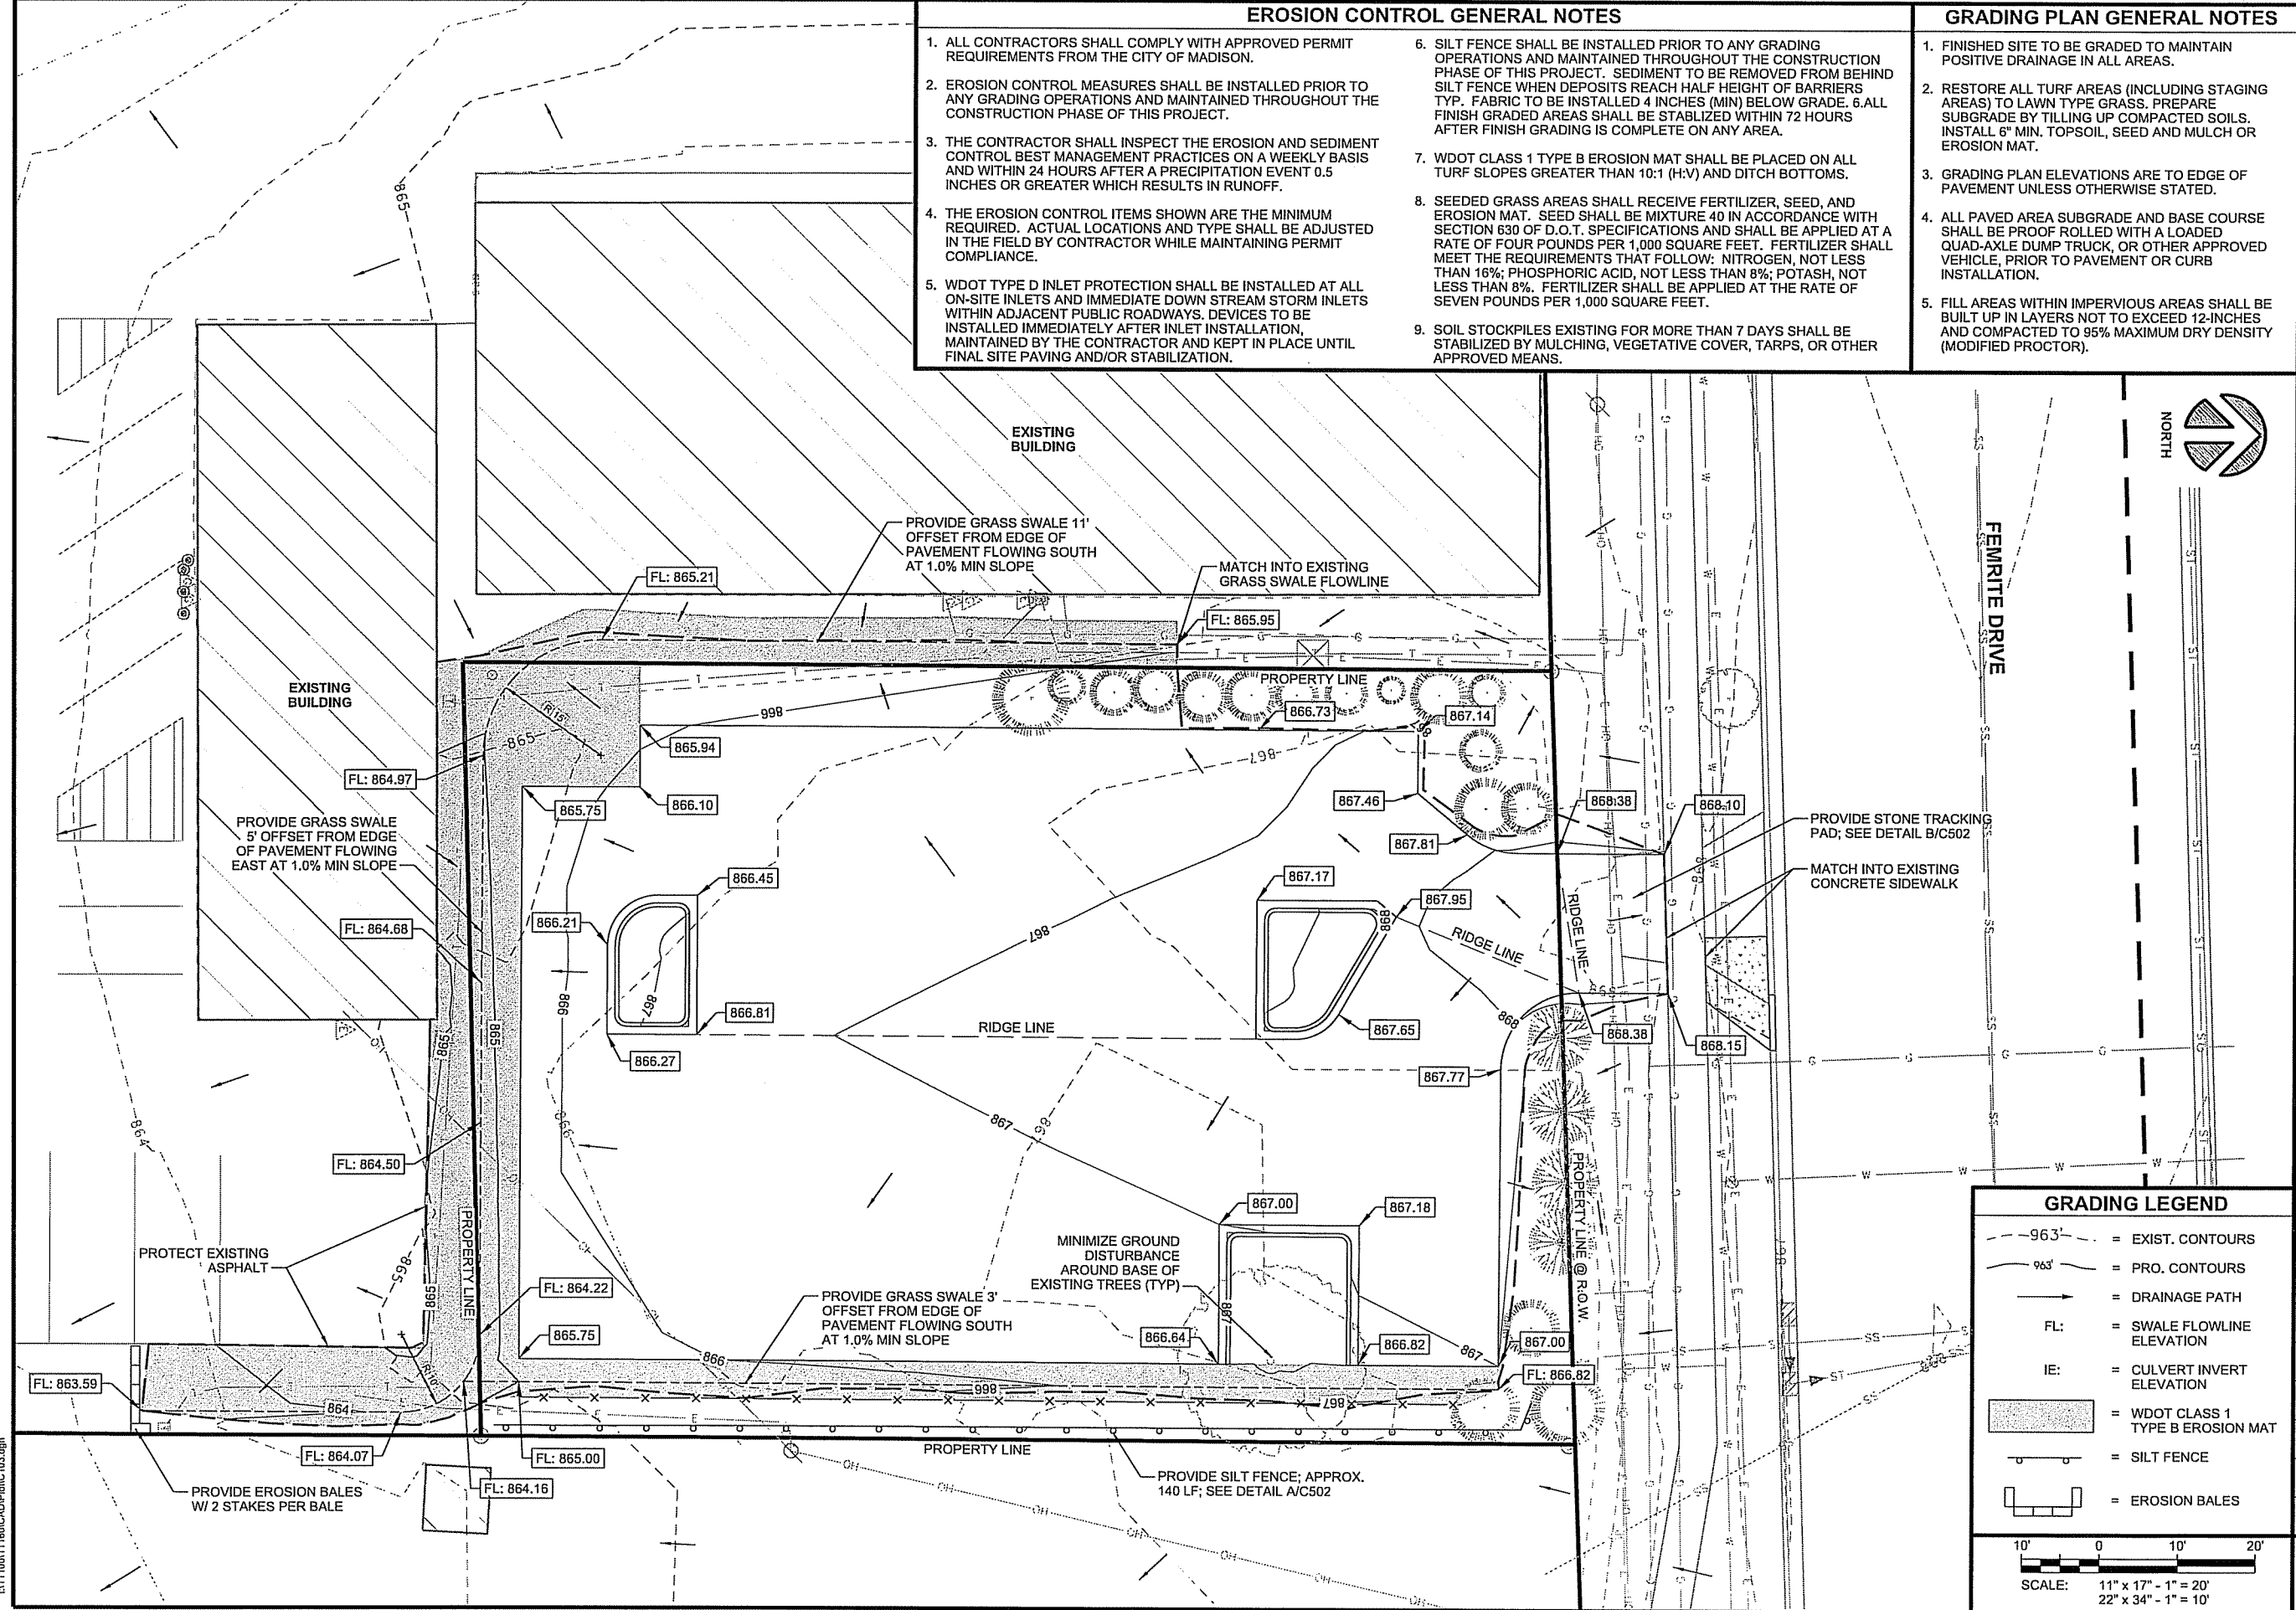 EROSION CONTROL GENERAL NOTES
1. ALL CONTRACTORS SHALL COMPLY WITH APPROVED PERMIT
REQUIREMENTS FROM THE CITY OF MADISON.
2. EROSION CONTROL MEASURES SHALL BE INSTALLED PRIOR TO
ANY GRADING OPERATIONS AND MAINTAINED THROUGHOUT THE
CONSTRUCTION PHASE OF THIS PROJECT.
3. THE CONTRACTOR SHALL INSPECT THE EROSION AND SEDIMENT
CONTROL BEST MANAGEMENT PRACTICES ON A WEEKLY BASIS
AND WITHIN 24 HOURS AFTER A PRECIPITATION EVENT 0.5
INCHES OR GREATER WHICH RESULTS IN RUNOFF.
4. THE EROSION CONTROL ITEMS SHOWN ARE THE MINIMUM
REQUIRED. ACTUAL LOCATIONS AND TYPE SHALL BE ADJUSTED
IN THE FIELD BY CONTRACTOR WHILE MAINTAINING PERMIT
COMPLIANCE.
5. WDOT TYPE D INLET PROTECTION SHALL BE INSTALLED AT ALL
ON-SITE INLETS AND IMMEDIATE DOWN STREAM STORM INLETS
WITHIN ADJACENT PUBLIC ROADWAYS. DEVICES TO BE
INSTALLED IMMEDIATELY AFTER INLET INSTALLATION,
MAINTAINED BY THE CONTRACTOR AND KEPT IN PLACE UNTIL
FINAL SITE PAVING AND/OR STABILIZATION.
6. SILT FENCE SHALL BE INSTALLED PRIOR TO ANY GRADING
OPERATIONS AND MAINTAINED THROUGHOUT THE CONSTRUCTION
PHASE OF THIS PROJECT. SEDIMENT TO BE REMOVED FROM BEHIND
SILT FENCE WHEN DEPOSITS REACH HALF HEIGHT OF BARRIERS
TYP. FABRIC TO BE INSTALLED 4 INCHES (MIN) BELOW GRADE. 6.ALL
FINISH GRADED AREAS SHALL BE STABLIZED WITHIN 72 HOURS
AFTER FINISH GRADING IS COMPLETE ON ANY AREA.
7. WDOT CLASS 1 TYPE B EROSION MAT SHALL BE PLACED ON ALL
TURF SLOPES GREATER THAN 10:1 (H:V) AND DITCH BOTTOMS.
8. SEEDED GRASS AREAS SHALL RECEIVE FERTILIZER, SEED, AND
EROSION MAT. SEED SHALL BE MIXTURE 40 IN ACCORDANCE WITH
SECTION 630 OF D.O.T. SPECIFICATIONS AND SHALL BE APPLIED AT A
RATE OF FOUR POUNDS PER 1,000 SQUARE FEET. FERTILIZER SHALL
MEET THE REQUIREMENTS THAT FOLLOW: NITROGEN, NOT LESS
THAN 16%; PHOSPHORIC ACID, NOT LESS THAN 8%; POTASH, NOT
LESS THAN 8%. FERTILIZER SHALL BE APPLIED AT THE RATE OF
SEVEN POUNDS PER 1,000 SQUARE FEET.
9. SOIL STOCKPILES EXISTING FOR MORE THAN 7 DAYS SHALL BE
STABILIZED BY MULCHING, VEGETATIVE COVER, TARPS, OR OTHER
APPROVED MEANS.
GRADING PLAN GENERAL NOTES
1. FINISHED SITE TO BE GRADED TO MAINTAIN
POSITIVE DRAINAGE IN ALL AREAS.
2. RESTORE ALL TURF AREAS (INCLUDING STAGING
AREAS) TO LAWN TYPE GRASS. PREPARE
SUBGRADE BY TILLING UP COMPACTED SOILS.
INSTALL 6" MIN. TOPSOIL, SEED AND MULCH OR
EROSION MAT.
3. GRADING PLAN ELEVATIONS ARE TO EDGE OF
PAVEMENT UNLESS OTHERWISE STATED.
4. ALL PAVED AREA SUBGRADE AND BASE COURSE
SHALL BE PROOF ROLLED WITH A LOADED
QUAD-AXLE DUMP TRUCK, OR OTHER APPROVED
VEHICLE, PRIOR TO PAVEMENT OR CURB
INSTALLATION.
5. FILL AREAS WITHIN IMPERVIOUS AREAS SHALL BE
BUILT UP IN LAYERS NOT TO EXCEED 12-INCHES
AND COMPACTED TO 95% MAXIMUM DRY DENSITY
(MODIFIED PROCTOR).
865
NORTH
FEMRITE DRIVE
EXISTING
BUILDING
PROVIDE GRASS SWALE 11'
OFFSET FROM EDGE OF
PAVEMENT FLOWING SOUTH
AT 1.0% MIN SLOPE
FL: 865.21
MATCH INTO EXISTING
GRASS SWALE FLOWLINE
FL: 865.95
PROPERTY LINE
EXISTING
BUILDING
R15'
866
866.73
867.14
867
865
865.94
867
FL: 864.97
866.10
865.75
867.46
868.38
868.10
867.81
PROVIDE GRASS SWALE
5' OFFSET FROM EDGE
OF PAVEMENT FLOWING
EAST AT 1.0% MIN SLOPE
PROVIDE STONE TRACKING
PAD; SEE DETAIL B/C502
MATCH INTO EXISTING
CONCRETE SIDEWALK
866.45
867.17
867.95
868
866.21
FL: 864.68
867
RIDGE LINE
RIDGE LINE
866
867
866.81
RIDGE LINE
867.65
868
868.38
868.15
866.27
867.77
865
865
864
866
867
FL: 864.50
867.00
867.18
PROPERTY LINE
PROPERTY LINE @ R.O.W.
PROTECT EXISTING
ASPHALT
865
865
MINIMIZE GROUND
DISTURBANCE
AROUND BASE OF
EXISTING TREES (TYP)
867
FL: 864.22
PROVIDE GRASS SWALE 3'
OFFSET FROM EDGE OF
PAVEMENT FLOWING SOUTH
AT 1.0% MIN SLOPE
865.75
866.64
866.82
867
867.00
FL: 866.82
866
866
867
R10'
FL: 863.59
864
FL: 864.07
FL: 865.00
FL: 864.16
PROPERTY LINE
PROVIDE EROSION BALES
W/ 2 STAKES PER BALE
PROVIDE SILT FENCE; APPROX.
140 LF; SEE DETAIL A/C502
GRADING LEGEND
963' = EXIST. CONTOURS
963' = PRO. CONTOURS
= DRAINAGE PATH
FL: = SWALE FLOWLINE
ELEVATION
IE: = CULVERT INVERT
ELEVATION
= WDOT CLASS 1
TYPE B EROSION MAT
= SILT FENCE
= EROSION BALES
10' 0 10' 20'
SCALE: 11" x 17" - 1" = 20'
22" x 34" - 1" = 10'